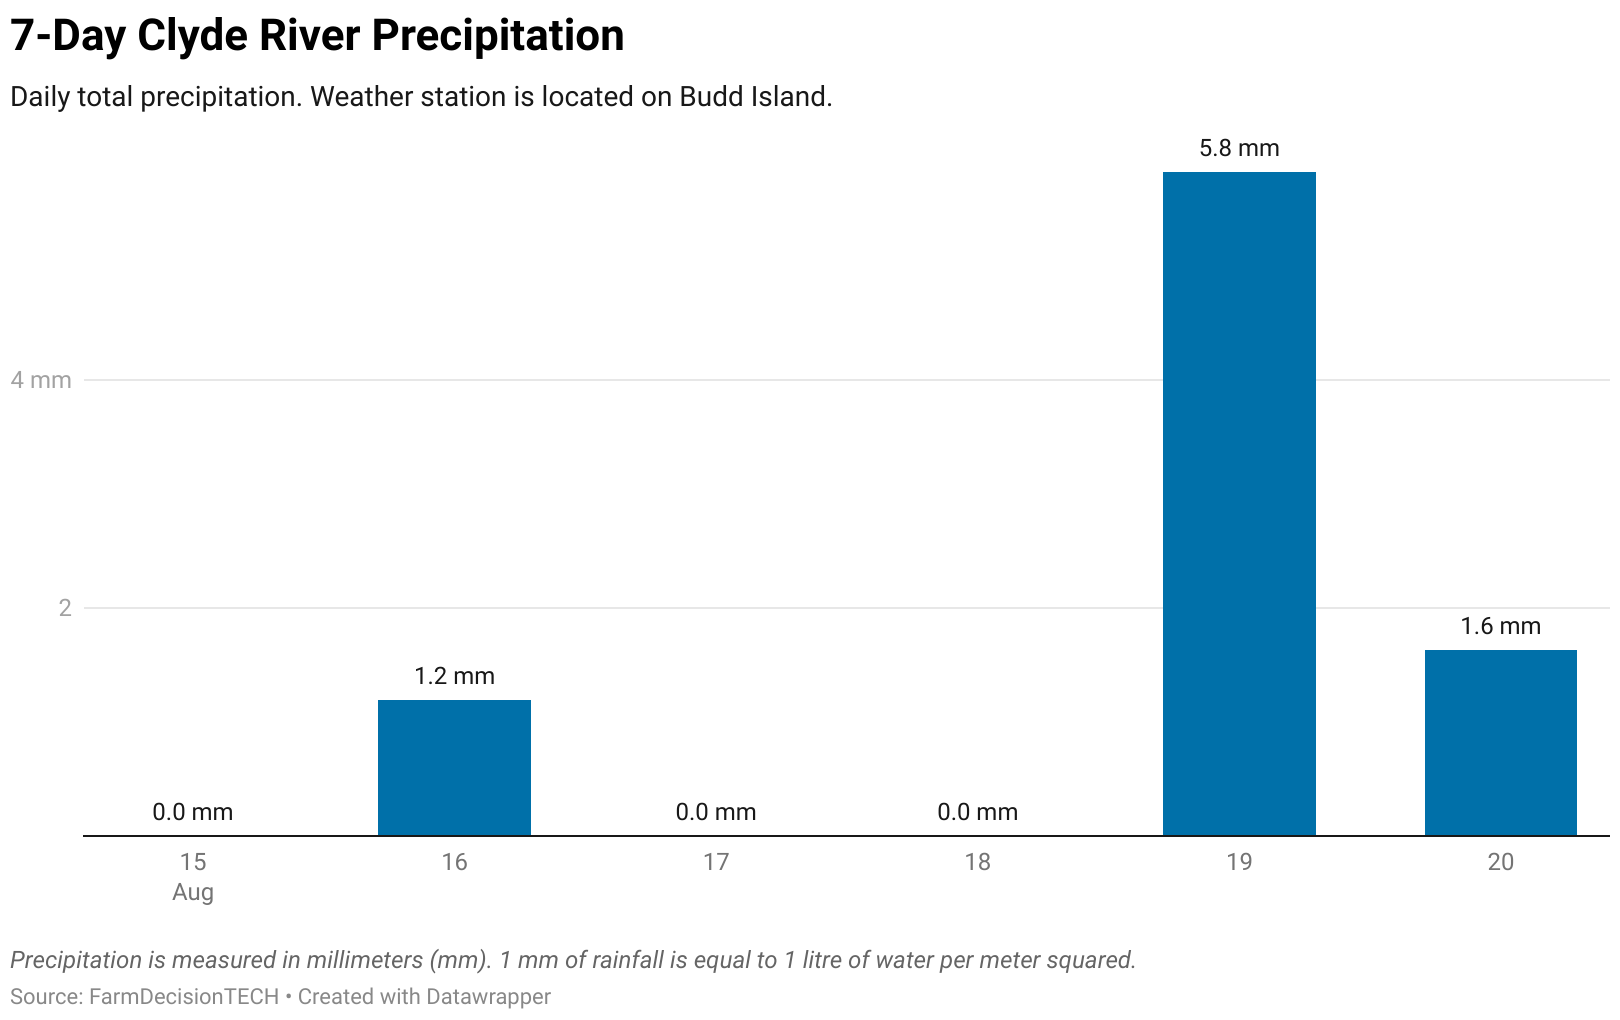 7-Day Clyde River Precipitation
Daily total precipitation. Weather station is located on Budd Island.
5.8 mm
4 mm
2
1.6 mm
1.2 mm
0.0 mm
0.0 mm
0.0 mm
15
16
17
18
19
20
Aug
Precipitation is measured in millimeters (mm). 1 mm of rainfall is equal to 1 litre of water per meter squared.
Source: FarmDecisionTECH • Created with Datawrapper